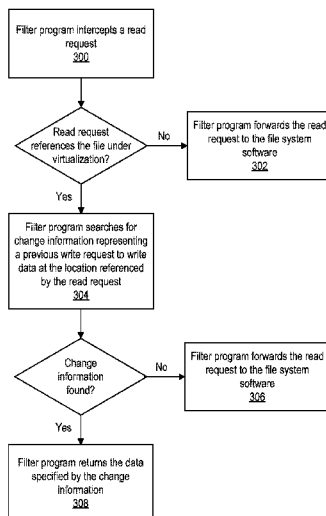 Filter program intercepts a read
request
300
Read request
references the file under
virtualization?
No
Filter program forwards the read
request to the file system
software
302
Yes
Filter program searches for
change information representing
a previous write request to write
data at the location referenced
by the read request
304
Change
information
found?
No
Filter program forwards the read
request to the file system
software
306
Yes
Filter program returns the data
specified by the change
information
308